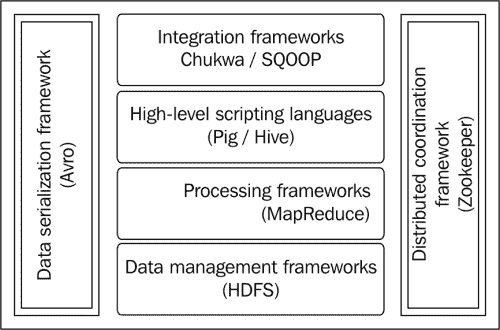 Data serialization framework
(Avro)
Integration frameworks
Chukwa / SQOOP
High-level scripting languages
(Pig / Hive)
Processing frameworks
(MapReduce)
Data management frameworks
(HDFS)
Distributed coordination
framework
(Zookeeper)